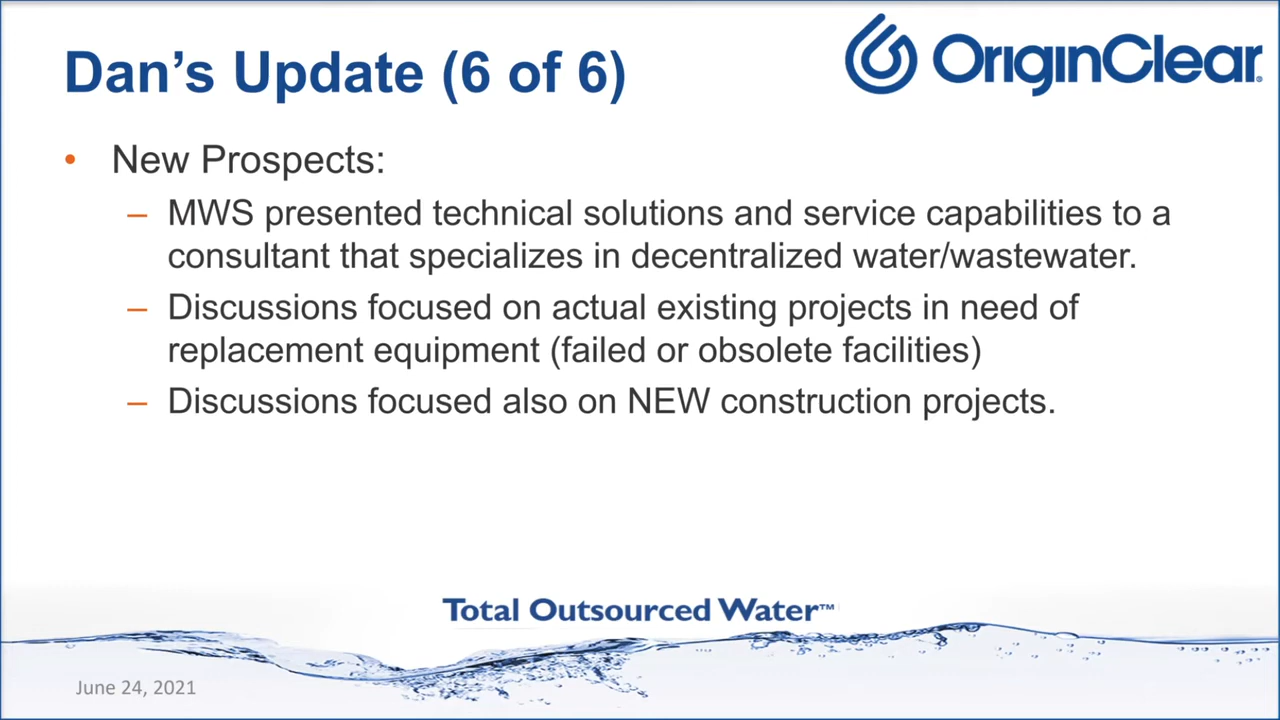 Dan's Update (6 of 6)
OriginClear®
• New Prospects:
– MWS presented technical solutions and service capabilities to a
consultant that specializes in decentralized water/wastewater.
– Discussions focused on actual existing projects in need of
replacement equipment (failed or obsolete facilities)
– Discussions focused also on NEW construction projects.
Total Outsourced Water™
June 24, 2021